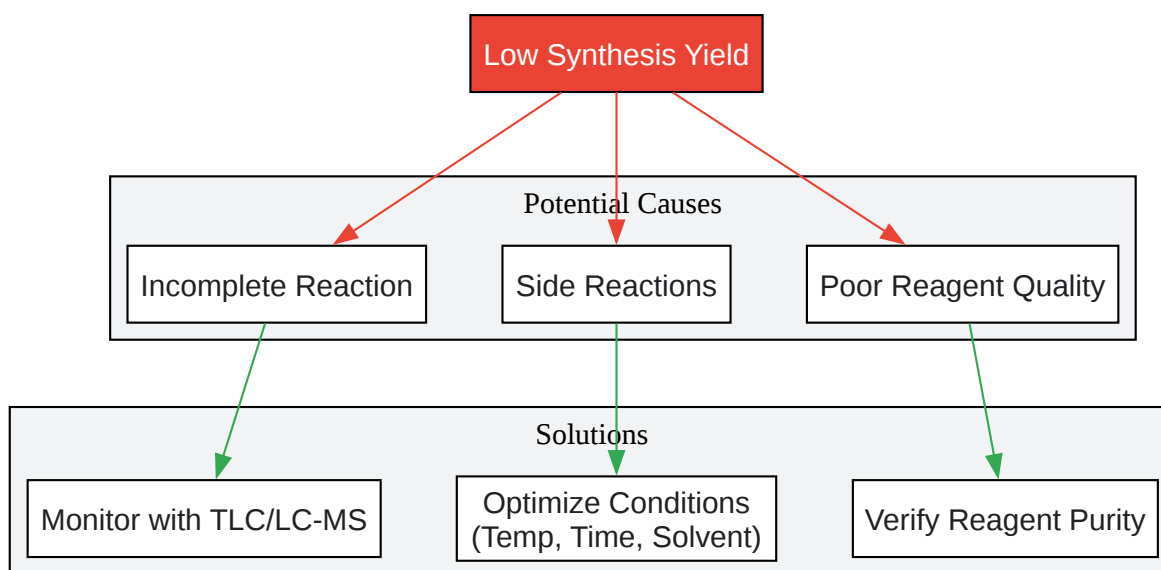 Low Synthesis Yield
Potential Causes
Incomplete Reaction
Side Reactions
Poor Reagent Quality
Solutions
Monitor with TLC/LC-MS
Optimize Conditions
(Temp, Time, Solvent)
Verify Reagent Purity